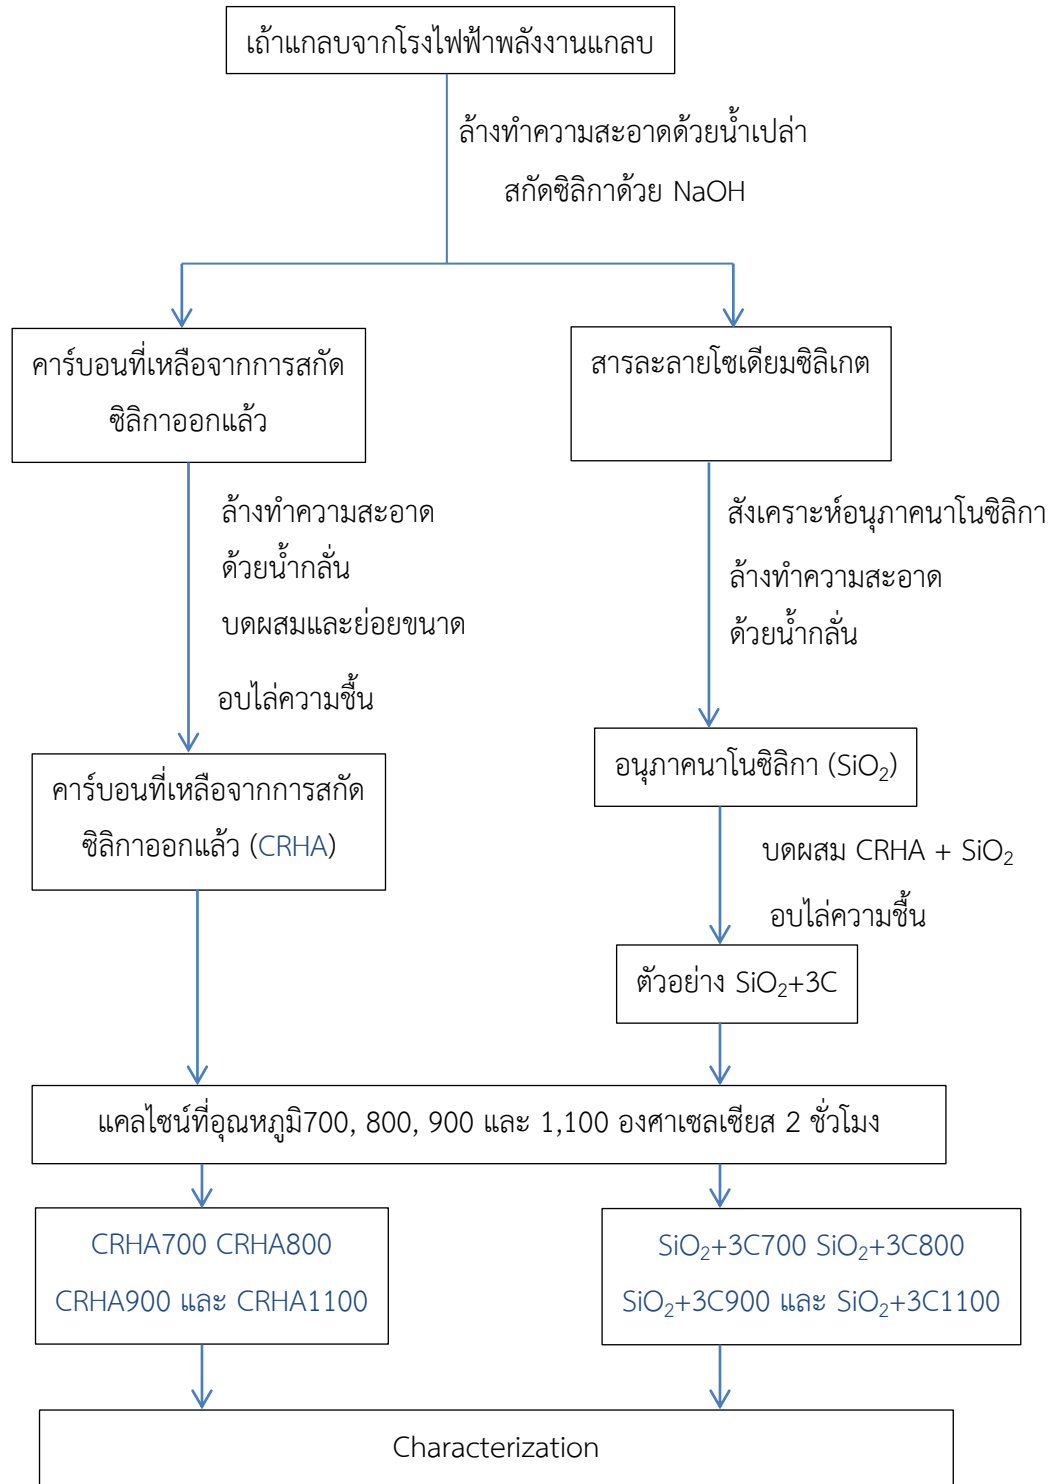 เถ้าแกลบจากโรงไฟฟ้าพลังงานแกลบ
ล้างทำความสะอาดด้วยน้ำเปล่า
สกัดซิลิกาด้วย NaOH
คาร์บอนที่เหลือจากการสกัด
ซิลิกาออกแล้ว
สารละลายโซเดียมซิลิเกต
ล้างทำความสะอาด
ด้วยน้ำกลั่น
บดผสมและย่อยขนาด
อบไล่ความชื้น
สังเคราะห์อนุภาคนาโนซิลิกา
ล้างทำความสะอาด
ด้วยน้ำกลั่น
คาร์บอนที่เหลือจากการสกัด
ซิลิกาออกแล้ว (CRHA)
อนุภาคนาโนซิลิกา (SiO₂)
บดผสม CRHA + SiO₂
อบไล่ความชื้น
ตัวอย่าง SiO₂+3C
แคลไซน์ที่อุณหภูมิ700, 800, 900 และ 1,100 องศาเซลเซียส 2 ชั่วโมง
CRHA700 CRHA800
CRHA900 และ CRHA1100
SiO₂+3C700 SiO₂+3C800
SiO₂+3C900 และ SiO₂+3C1100
Characterization